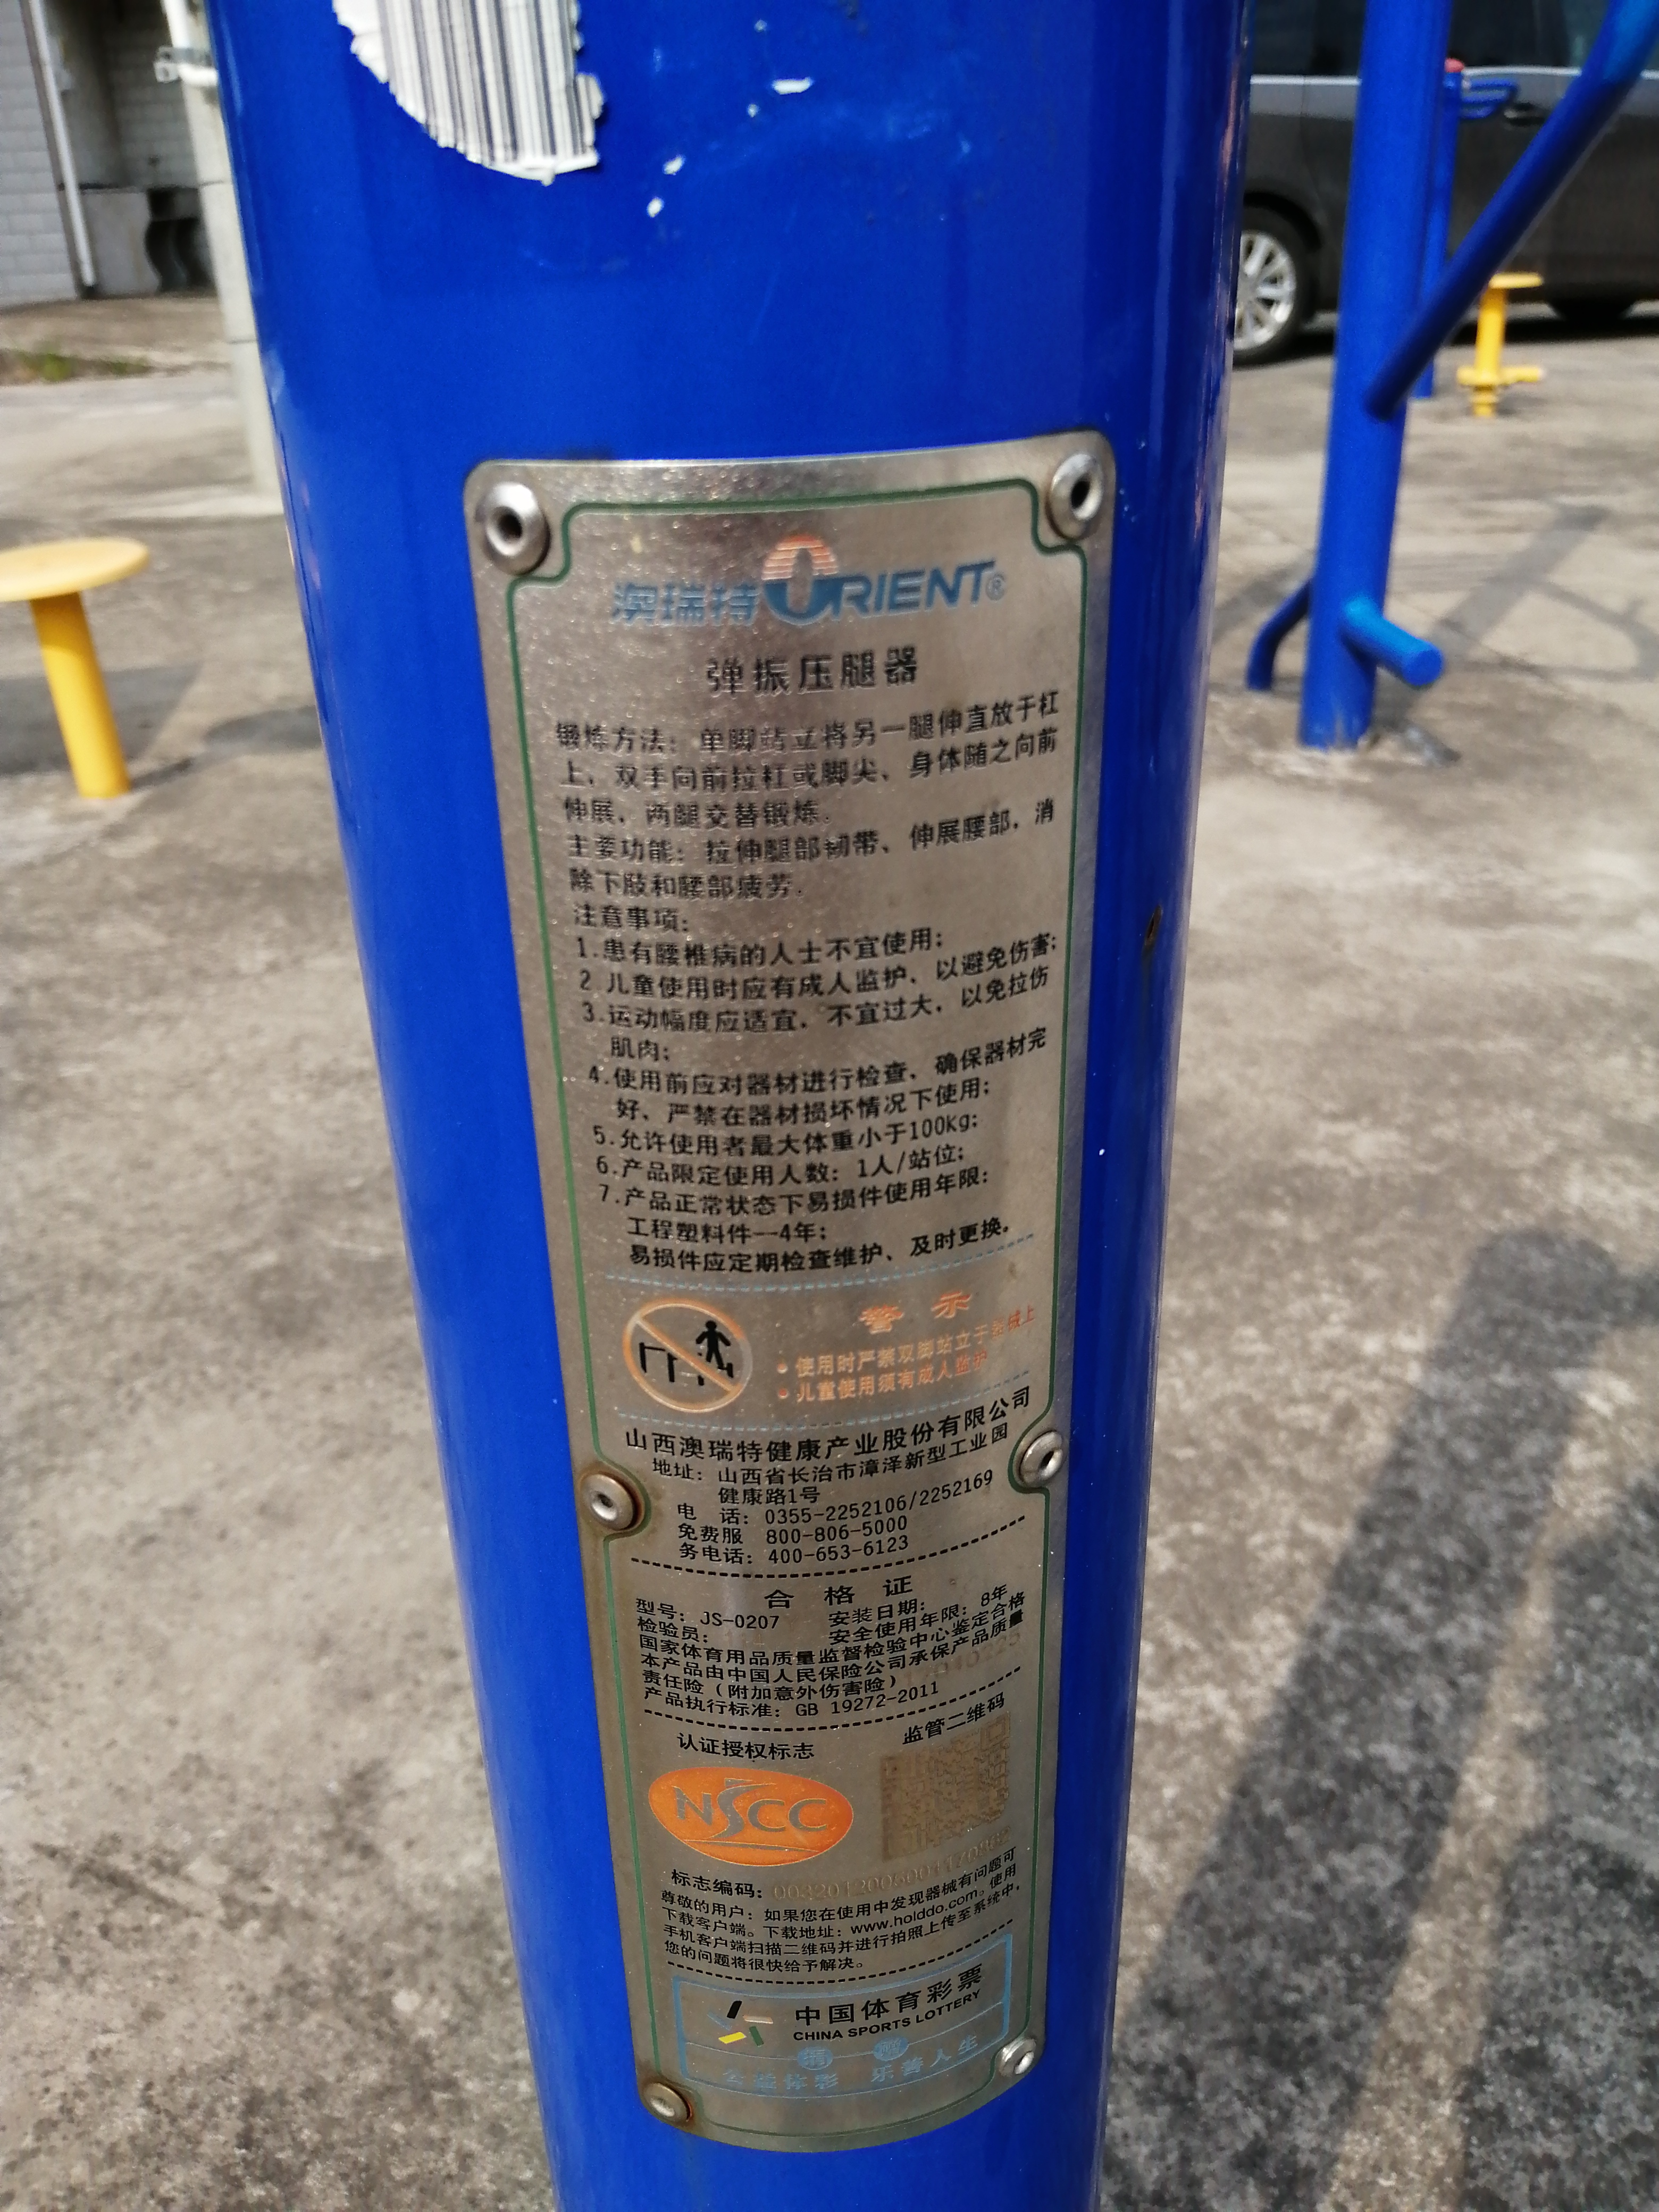 澳瑞特 ORIENT®
弹振压腿器
锻炼方法：单脚站立将另一腿伸直放于杠
上，双手向前拉杠或脚尖、身体随之向前
伸展，两腿交替锻炼。
主要功能：拉伸腿部韧带、伸展腰部，消
除下肢和腰部疲劳.
注意事项：
1.患有腰椎病的人士不宜使用；
2.儿童使用时应有成人监护，以避免伤害；
3.运动幅度应适宜，不宜过大，以免拉伤
肌肉；
4.使用前应对器材进行检查，确保器材完
好、严禁在器材损坏情况下使用；
5.允许使用者最大体重小于100Kg；
6.产品限定使用人数：1人/站位；
7.产品正常状态下易损件使用年限：
工程塑料件--4年；
易损件应定期检查维护、及时更换。
警示
● 使用时严禁双脚站立于器械上
● 儿童使用须有成人监护
山西澳瑞特健康产业股份有限公司
地址：山西省长治市漳泽新型工业园
健康路1号
电 话：0355-2252106/2252169
免费服 800-806-5000
务电话：400-653-6123
合 格 证
型号：JS-0207 安装日期：
检验员： 安全使用年限：8年
国家体育用品质量监督检验中心鉴定合格
本产品由中国人民保险公司承保产品质量
责任险（附加意外伤害险）
产品执行标准：GB 19272-2011
认证授权标志 监管二维码
NSCC
标志编码：
尊敬的用户：如果您在使用中发现器械有问题可
下载客户端。下载地址：www.holddo.com。使用
手机客户端扫描二维码并进行拍照上传至系统中，
您的问题将很快给予解决。
中国体育彩票
CHINA SPORTS LOTTERY
公益体彩 乐善人生